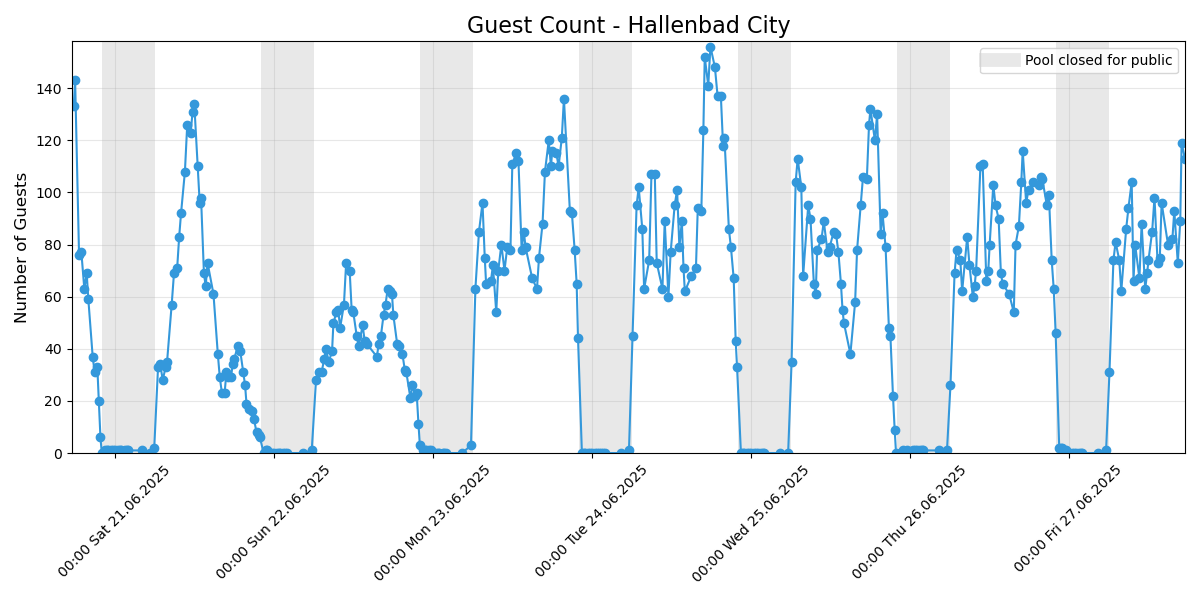 Guest Count - Hallenbad City
Pool closed for public
Number of Guests
140
120
100
80
60
40
20
0
00:00 Sat 21.06.2025
00:00 Sun 22.06.2025
00:00 Mon 23.06.2025
00:00 Tue 24.06.2025
00:00 Wed 25.06.2025
00:00 Thu 26.06.2025
00:00 Fri 27.06.2025